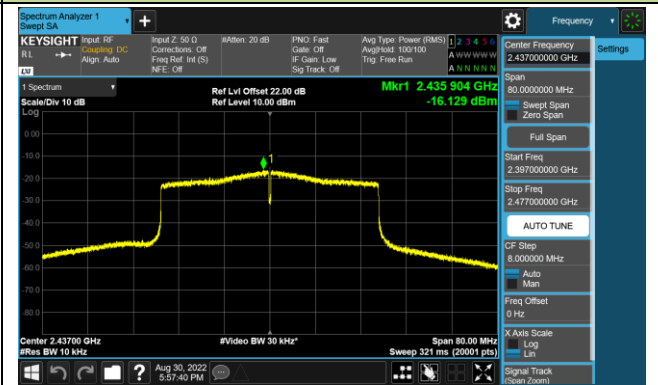 Spectrum Analyzer 1
Swept SA
Frequency
KEYSIGHT
RL
LXI
Input: RF
Coupling: DC
Align: Auto
Input Z: 50 Ω
Corrections: Off
Freq Ref: Int (S)
NFE: Off
#Atten: 20 dB
PNO: Fast
Gate: Off
IF Gain: Low
Sig Track: Off
Avg Type: Power (RMS)
Avg|Hold: 100/100
Trig: Free Run
1 2 3 4 5 6
A W W W W W
A N N N N N
1 Spectrum
Scale/Div 10 dB
Log
Ref Lvl Offset 22.00 dB
Ref Level 10.00 dBm
Mkr1 2.435 904 GHz
-16.129 dBm
1
0.00
-10.0
-20.0
-30.0
-40.0
-50.0
-60.0
-70.0
-80.0
Center 2.43700 GHz
#Res BW 10 kHz
#Video BW 30 kHz*
Span 80.00 MHz
Sweep 321 ms (20001 pts)
Aug 30, 2022
5:57:40 PM
Center Frequency
2.437000000 GHz
Span
80.0000000 MHz
Swept Span
Zero Span
Full Span
Start Freq
2.397000000 GHz
Stop Freq
2.477000000 GHz
AUTO TUNE
CF Step
8.000000 MHz
Auto
Man
Freq Offset
0 Hz
X Axis Scale
Log
Lin
Signal Track
(Span Zoom)
Settings